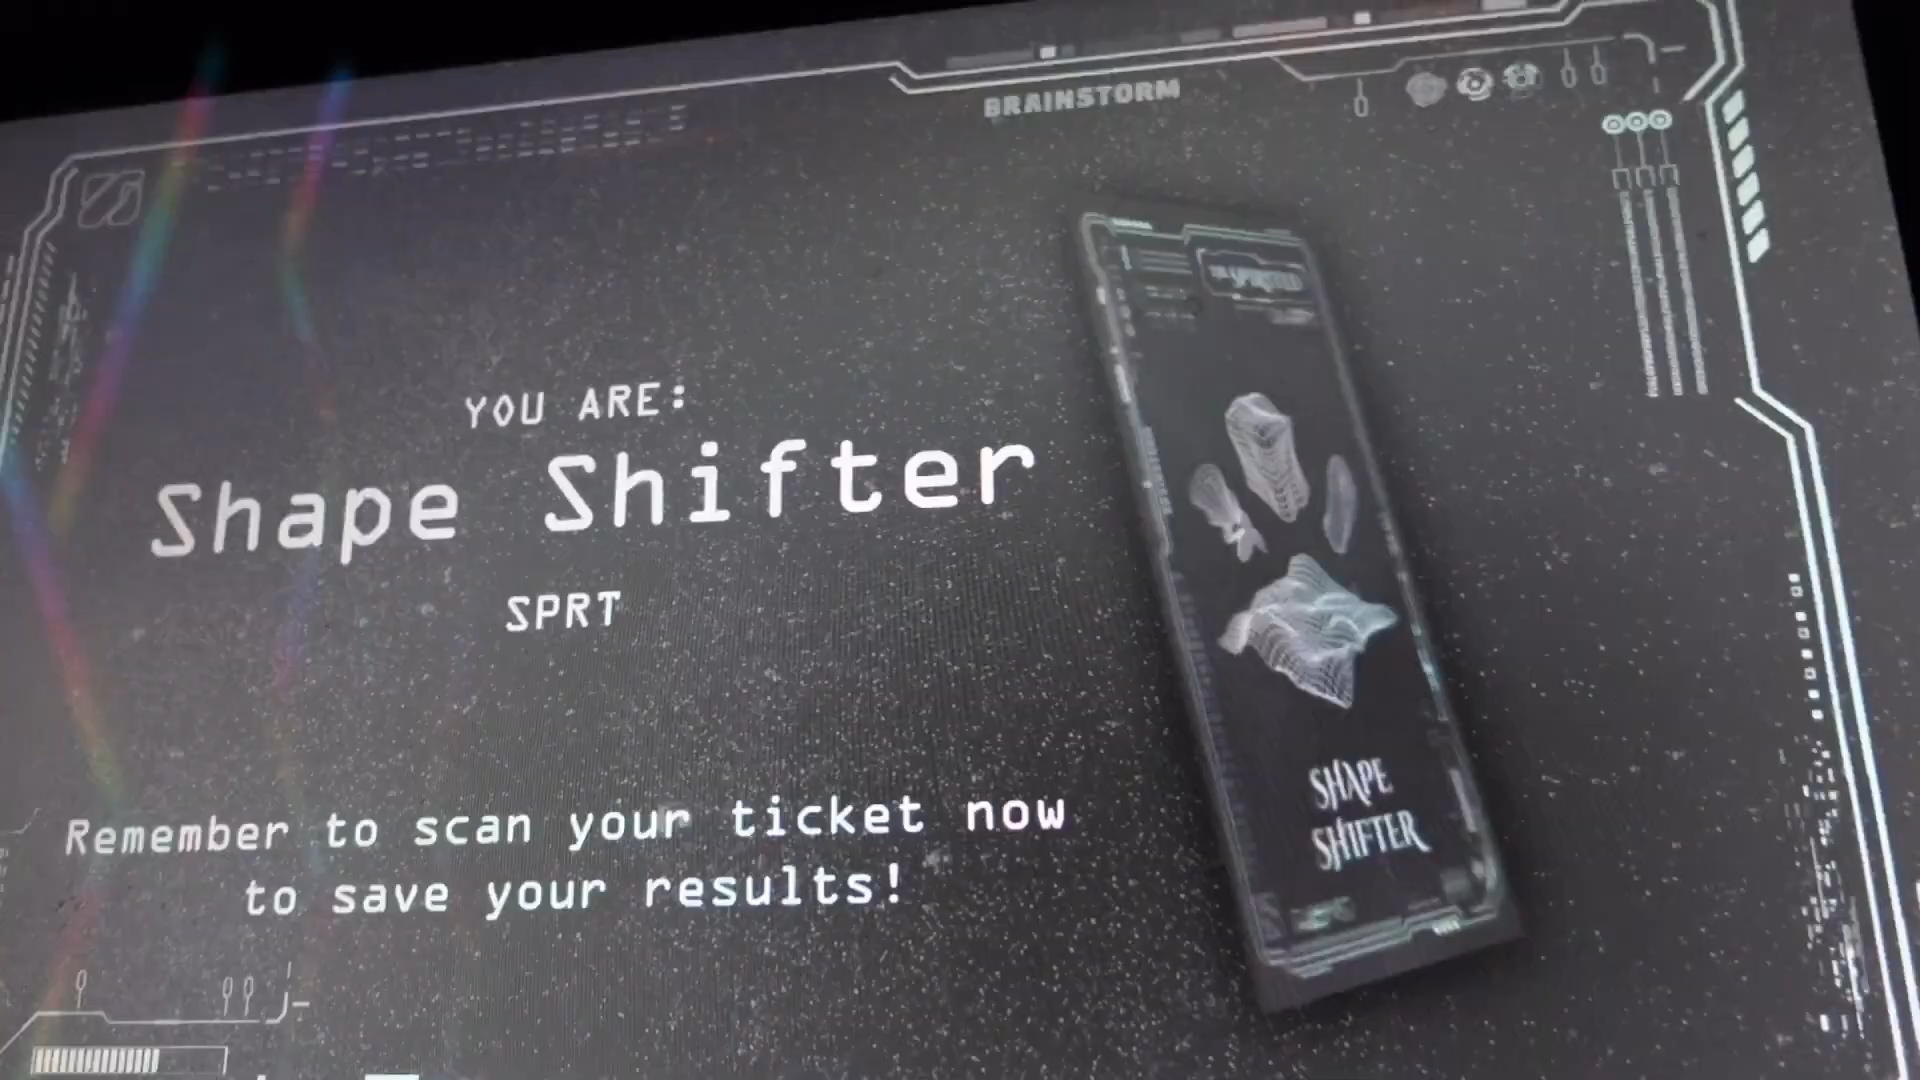 BRAINSTORM
YOU ARE:
Shape Shifter
SPRT
Remember to scan your ticket now
to save your results!
SHAPE
SHIFTER